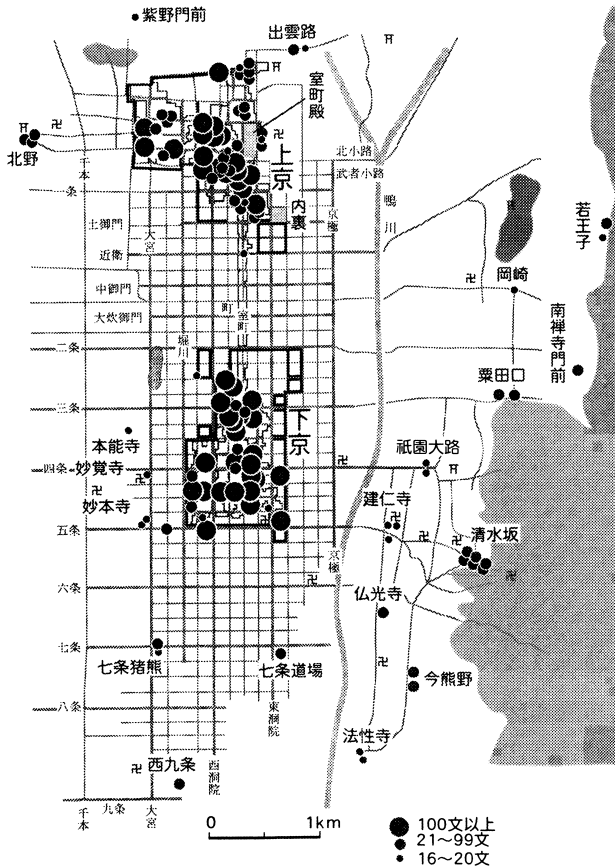 紫野門前
出雲路
室町殿
北野
千本
上京
北小路
武者小路
一条
内裏
京極
鴨川
土御門
大宮
近衛
中御門
大炊御門
町
室町
堀川
二条
若王子
岡崎
南禅寺門前
粟田口
三条
下京
本能寺
四条
妙覚寺
祇園大路
妙本寺
建仁寺
清水坂
五条
京極
六条
仏光寺
七条
七条猪熊
七条道場
今熊野
八条
東洞院
法性寺
西九条
西洞院
九条
千本
大宮
0 1km
100文以上
21〜99文
16〜20文